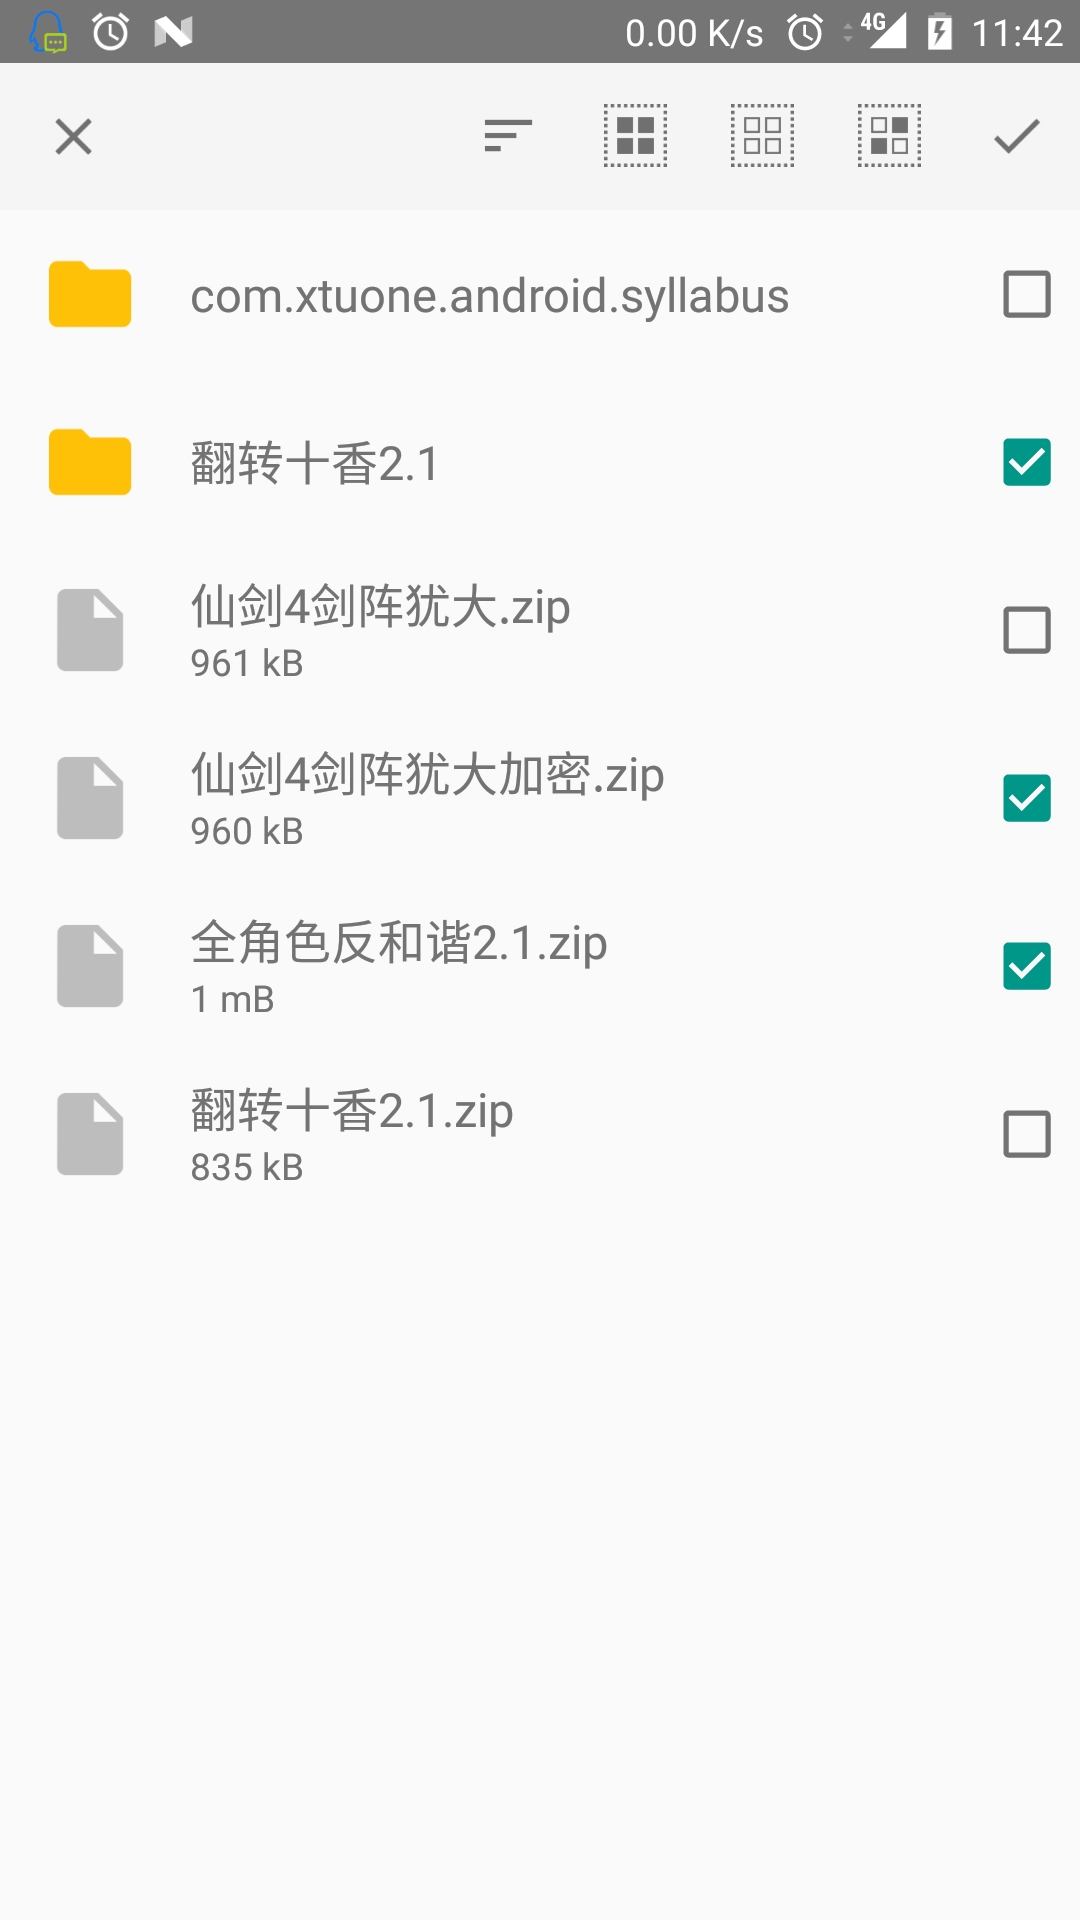 0.00 K/s 4G 11:42
com.xtuone.android.syllabus
翻转十香2.1
仙剑4剑阵犹大.zip
961 kB
仙剑4剑阵犹大加密.zip
960 kB
全角色反和谐2.1.zip
1 mB
翻转十香2.1.zip
835 kB